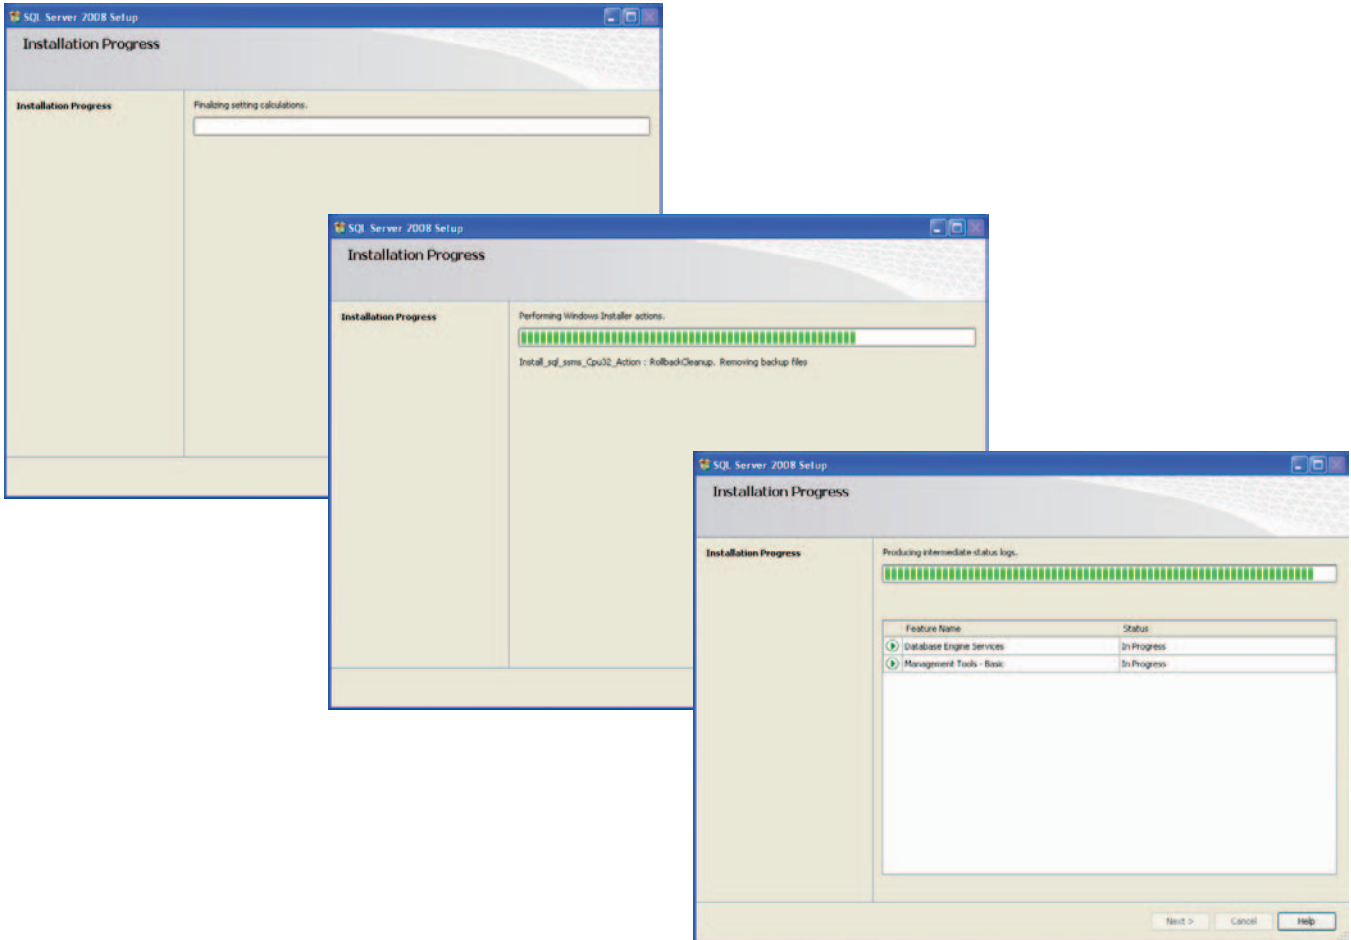 SQL Server 2008 Setup
Installation Progress
Installation Progress
Finalizing setting calculations.
SQL Server 2008 Setup
Installation Progress
Installation Progress
Performing Windows Installer actions.
Install_sql_ssms_Cpu32_Action : RollbackCleanup. Removing backup files
SQL Server 2008 Setup
Installation Progress
Installation Progress
Producing intermediate status logs.
Feature Name Status
Database Engine Services In Progress
Management Tools - Basic In Progress
Next > Cancel Help